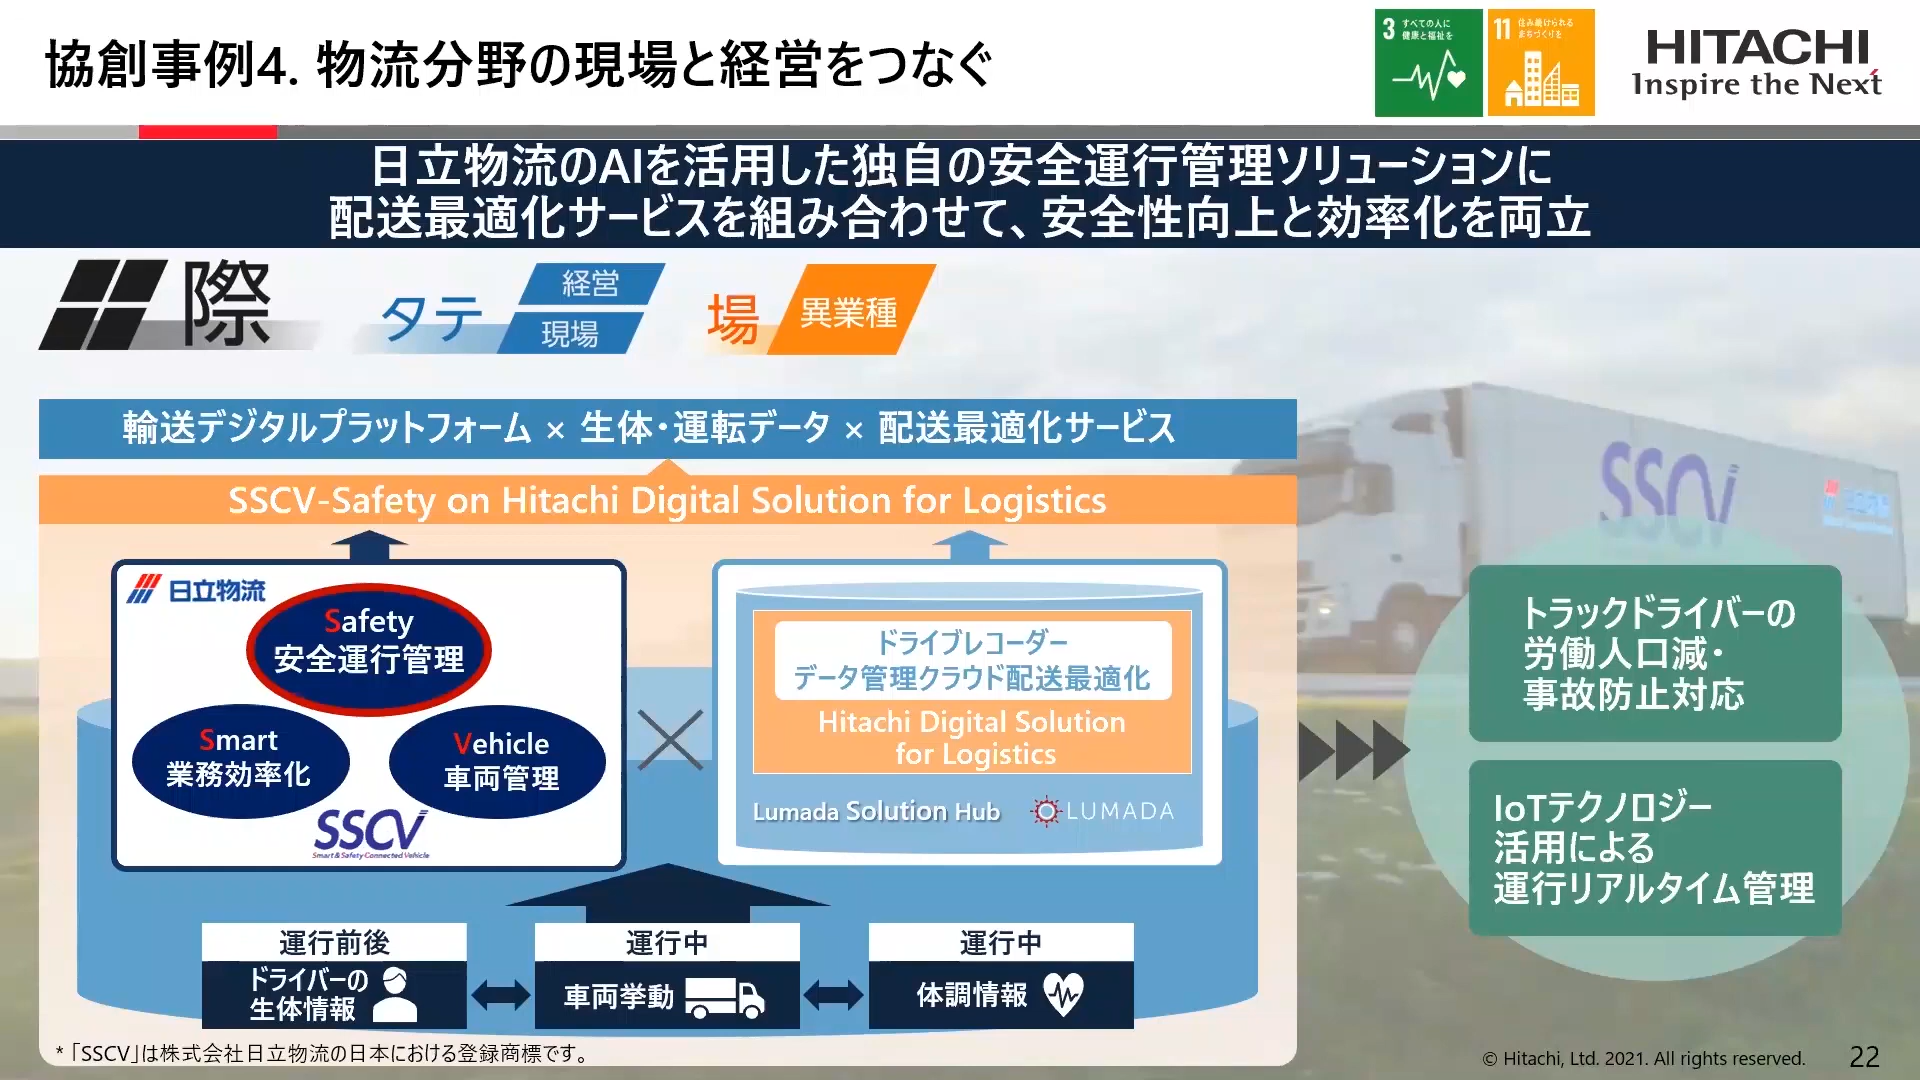 協創事例4. 物流分野の現場と経営をつなぐ
3 すべての人に
健康と福祉を
11 住み続けられる
まちづくりを
HITACHI
Inspire the Next
日立物流のAIを活用した独自の安全運行管理ソリューションに
配送最適化サービスを組み合わせて、安全性向上と効率化を両立
際
タテ
経営
現場
場
異業種
輸送デジタルプラットフォーム × 生体・運転データ × 配送最適化サービス
SSCV-Safety on Hitachi Digital Solution for Logistics
日立物流
Safety
安全運行管理
Smart
業務効率化
Vehicle
車両管理
SSCV
Smart & Safety Connected Vehicle
ドライブレコーダー
データ管理クラウド配送最適化
Hitachi Digital Solution
for Logistics
Lumada Solution Hub
LUMADA
運行前後
ドライバーの
生体情報
運行中
車両挙動
運行中
体調情報
SSCV
トラックドライバーの
労働人口減・
事故防止対応
IoTテクノロジー
活用による
運行リアルタイム管理
* 「SSCV」は株式会社日立物流の日本における登録商標です。
© Hitachi, Ltd. 2021. All rights reserved.
22